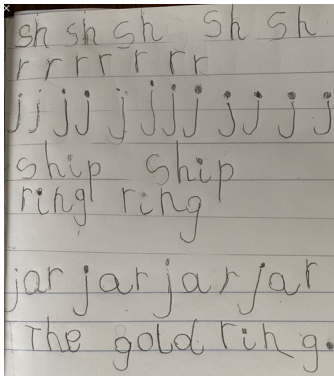 sh sh sh sh sh
r r r r r r r
j j j j j j j j j j j j
ship ship
ring ring
jar jar jar jar
The gold ring.